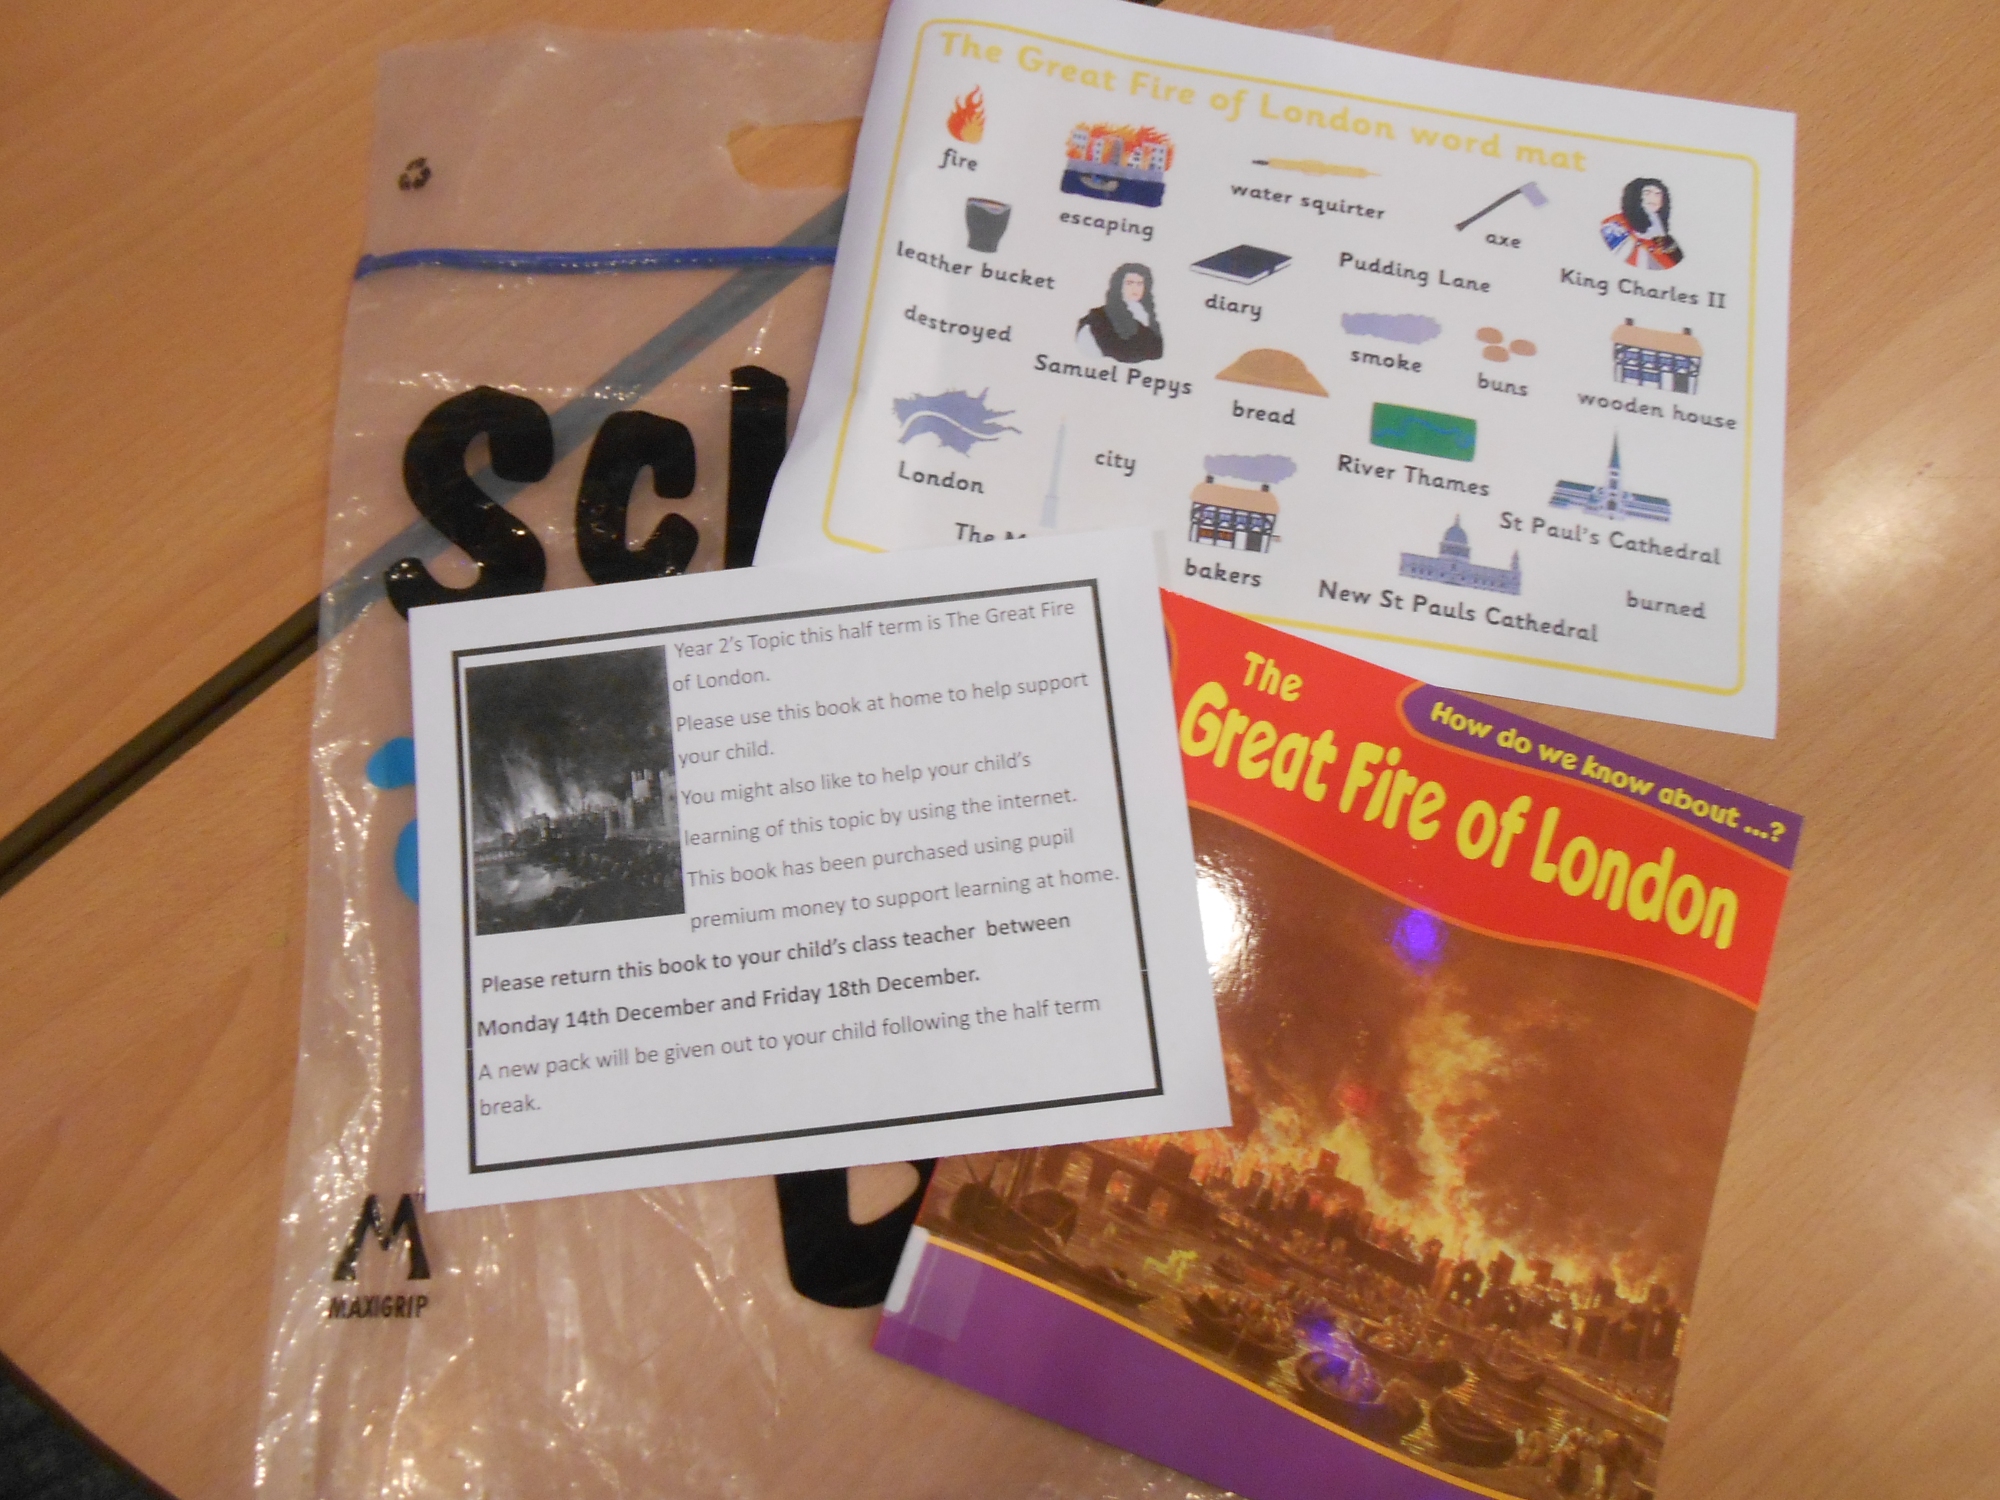 The Great Fire of London word mat
fire
escaping
water squirter
axe
King Charles II
leather bucket
diary
Pudding Lane
destroyed
Samuel Pepys
smoke
buns
wooden house
bread
London
city
River Thames
St Paul's Cathedral
The
bakers
New St Pauls Cathedral
burned
Sch
Year 2's Topic this half term is The Great Fire
of London.
Please use this book at home to help support
your child.
You might also like to help your child's
learning of this topic by using the internet.
This book has been purchased using pupil
premium money to support learning at home.
Please return this book to your child's class teacher between
Monday 14th December and Friday 18th December.
A new pack will be given out to your child following the half term
break.
How do we know about ...?
The
Great Fire of London
M
MAXIGRIP